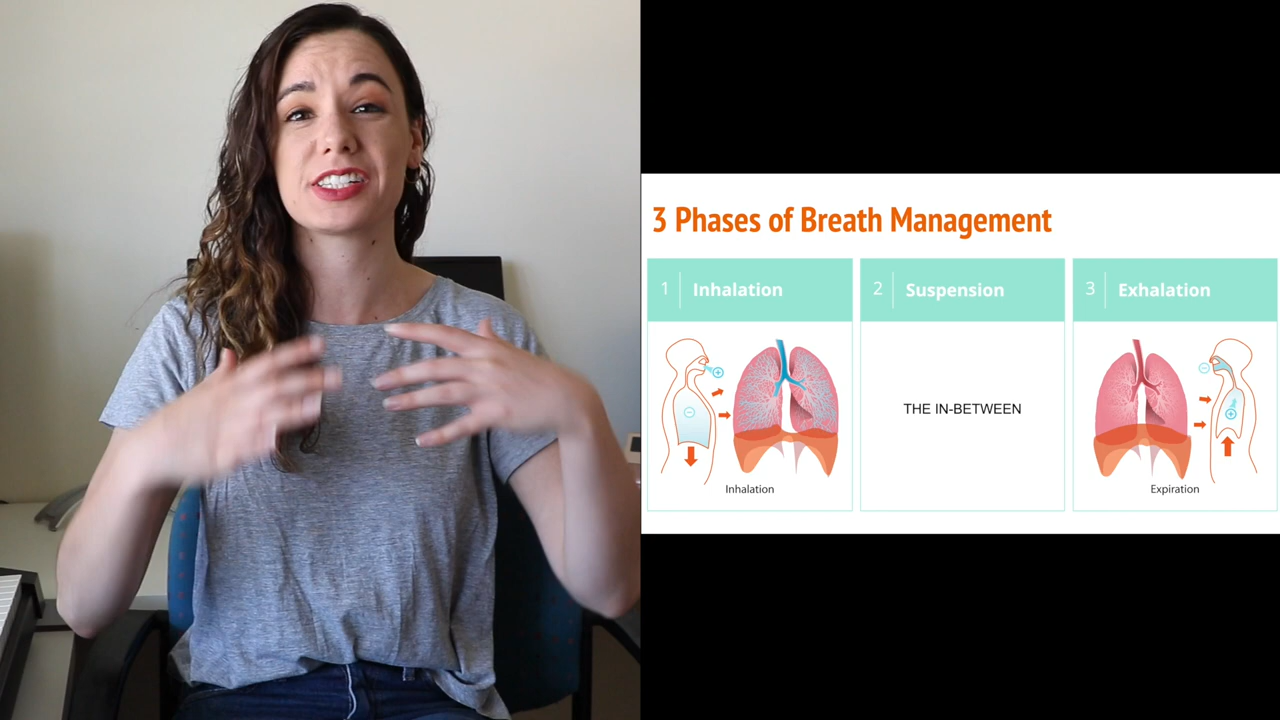 3 Phases of Breath Management
1 Inhalation
2 Suspension
3 Exhalation
THE IN-BETWEEN
Inhalation
Expiration